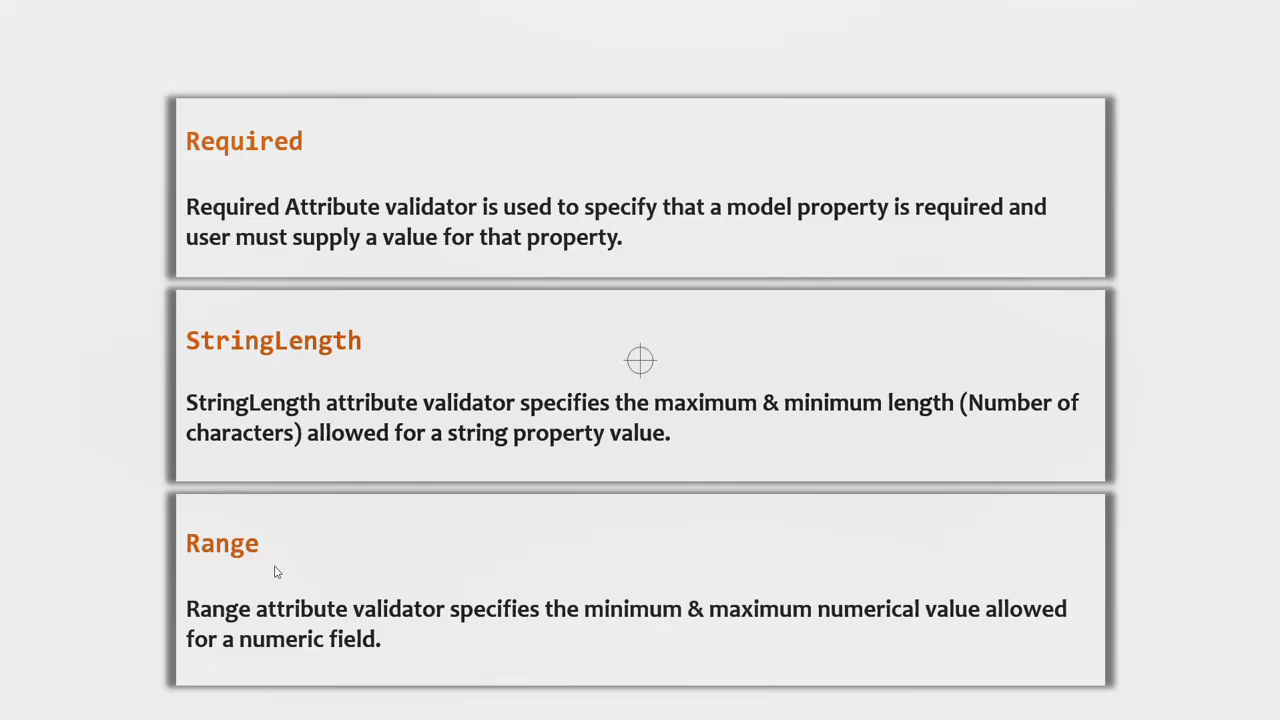 Required
Required Attribute validator is used to specify that a model property is required and
user must supply a value for that property.
StringLength
StringLength attribute validator specifies the maximum & minimum length (Number of
characters) allowed for a string property value.
Range
Range attribute validator specifies the minimum & maximum numerical value allowed
for a numeric field.